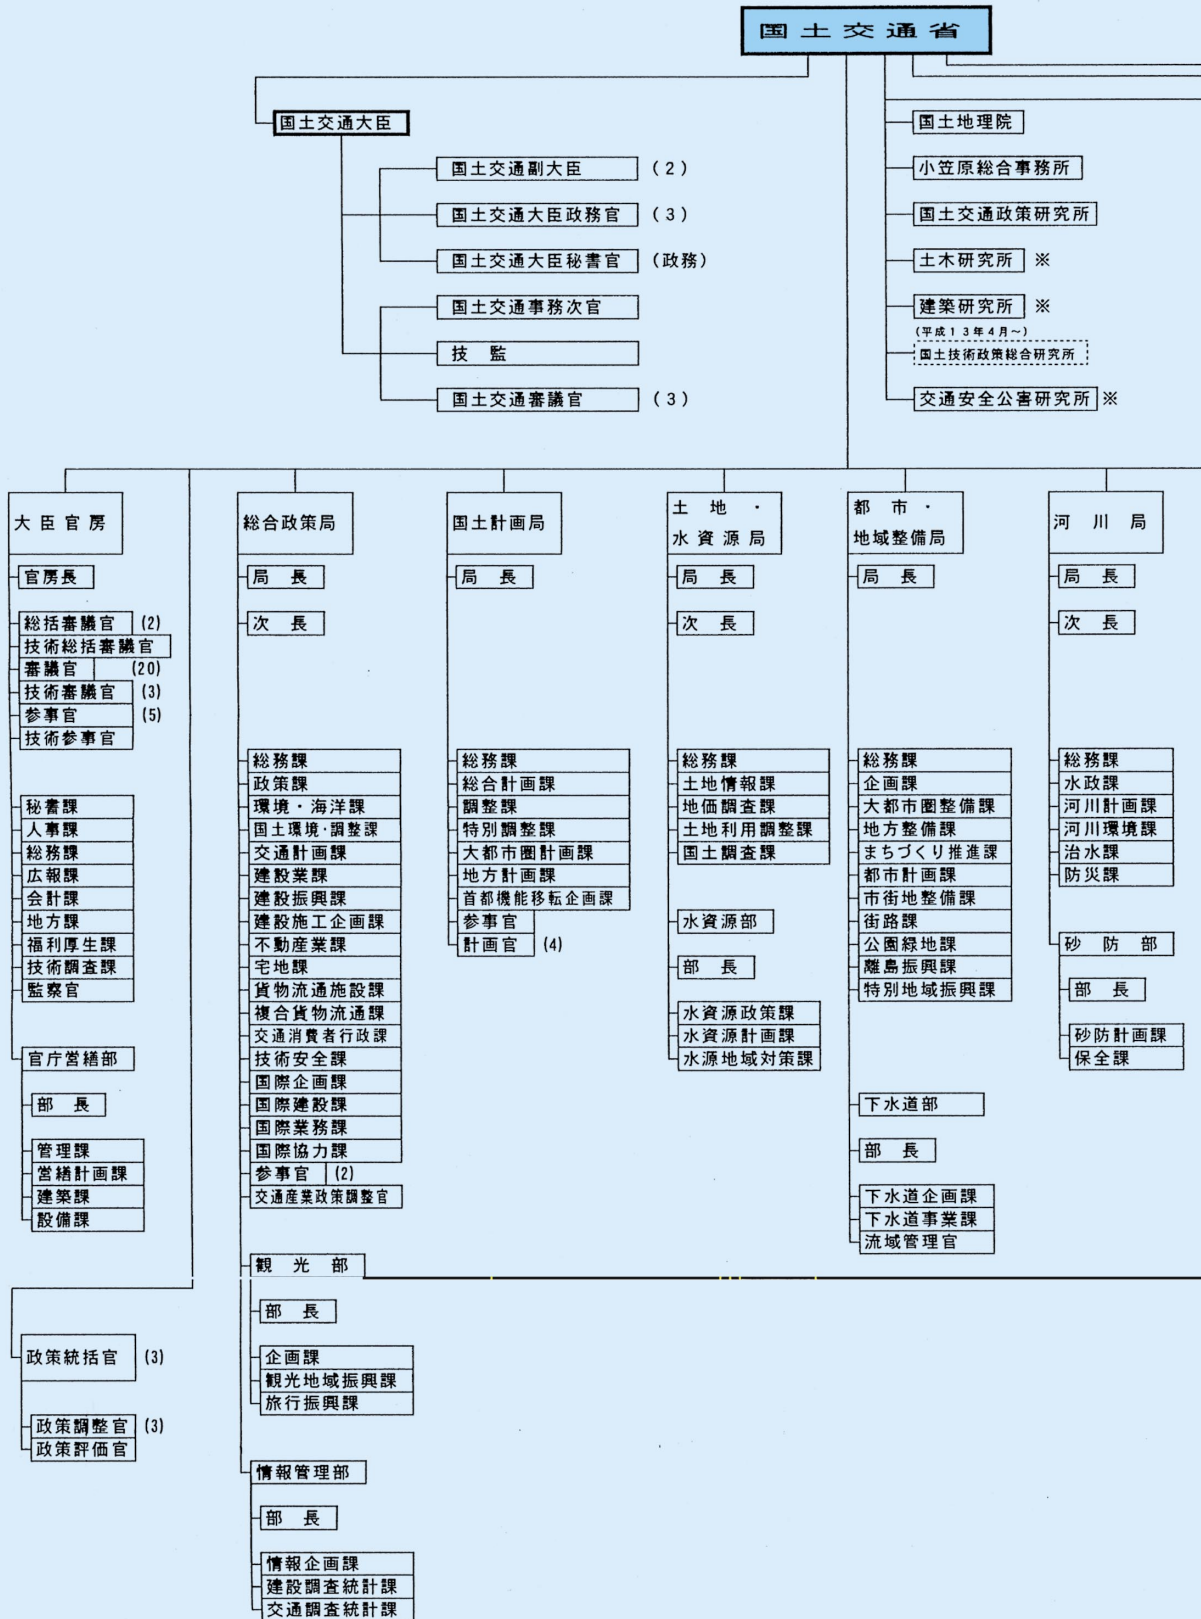 国土交通省
国土交通大臣
国土交通副大臣 (2)
国土交通大臣政務官 (3)
国土交通大臣秘書官 (政務)
国土交通事務次官
技監
国土交通審議官 (3)
国土地理院
小笠原総合事務所
国土交通政策研究所
土木研究所 ※
建築研究所 ※
(平成13年4月~)
国土技術政策総合研究所
交通安全公害研究所 ※
大臣官房
官房長
総括審議官 (2)
技術総括審議官
審議官 (20)
技術審議官 (3)
参事官 (5)
技術参事官
秘書課
人事課
総務課
広報課
会計課
地方課
福利厚生課
技術調査課
監察官
官庁営繕部
部長
管理課
営繕計画課
建築課
設備課
政策統括官 (3)
政策調整官 (3)
政策評価官
総合政策局
局長
次長
総務課
政策課
環境・海洋課
国土環境・調整課
交通計画課
建設業課
建設振興課
建設施工企画課
不動産業課
宅地課
貨物流通施設課
複合貨物流通課
交通消費者行政課
技術安全課
国際企画課
国際建設課
国際業務課
国際協力課
参事官 (2)
交通産業政策調整官
観光部
部長
企画課
観光地域振興課
旅行振興課
情報管理部
部長
情報企画課
建設調査統計課
交通調査統計課
国土計画局
局長
総務課
総合計画課
調整課
特別調整課
大都市圏計画課
地方計画課
首都機能移転企画課
参事官
計画官 (4)
土地・
水資源局
局長
次長
総務課
土地情報課
地価調査課
土地利用調整課
国土調査課
水資源部
部長
水資源政策課
水資源計画課
水源地域対策課
都市・
地域整備局
局長
総務課
企画課
大都市圏整備課
地方整備課
まちづくり推進課
都市計画課
市街地整備課
街路課
公園緑地課
離島振興課
特別地域振興課
下水道部
部長
下水道企画課
下水道事業課
流域管理官
河川局
局長
次長
総務課
水政課
河川計画課
河川環境課
治水課
防災課
砂防部
部長
砂防計画課
保全課